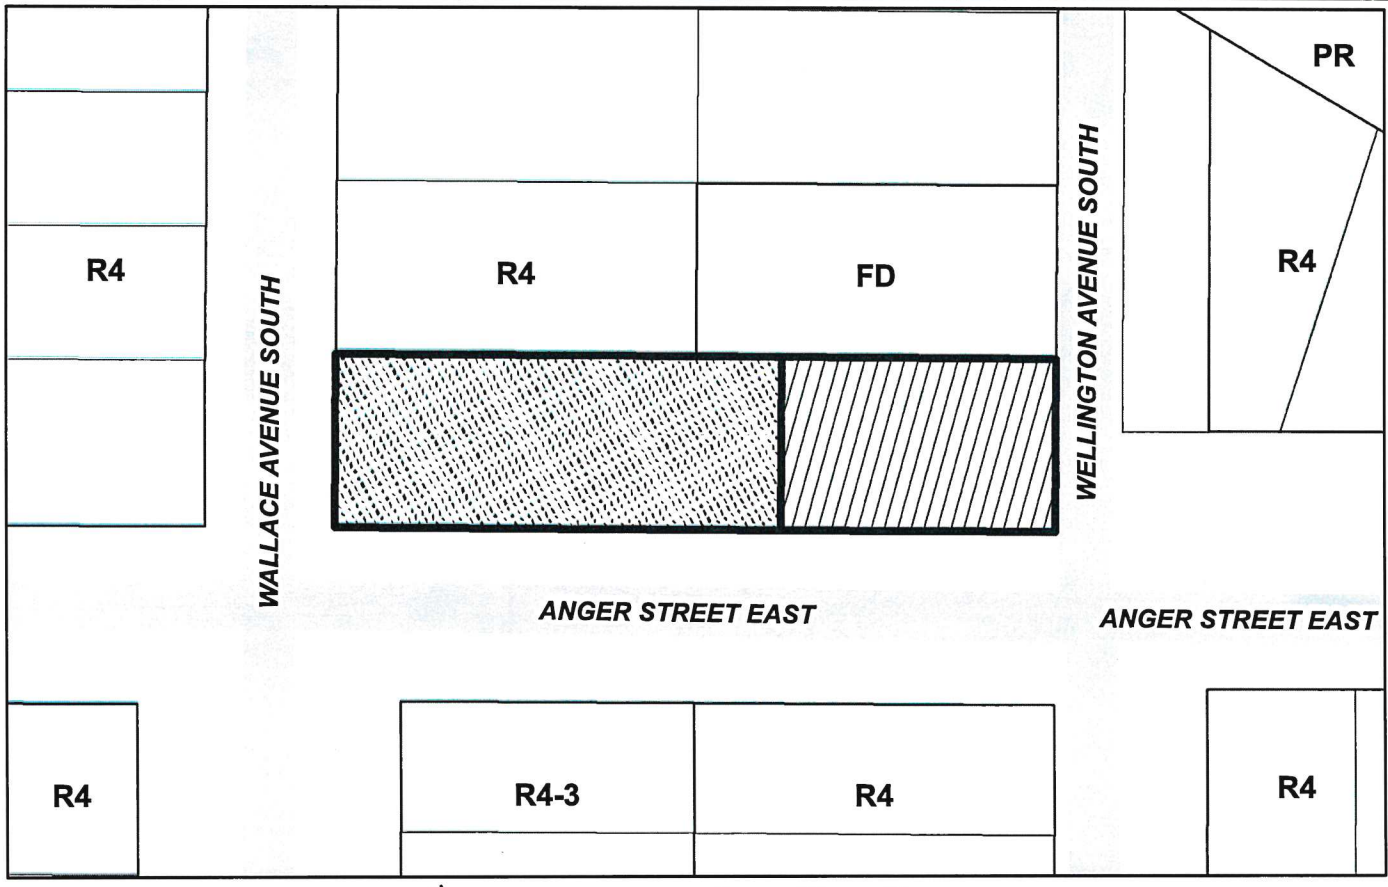 PR
R4
R4
FD
R4
WALLACE AVENUE SOUTH
WELLINGTON AVENUE SOUTH
ANGER STREET EAST
ANGER STREET EAST
R4
R4-3
R4
R4